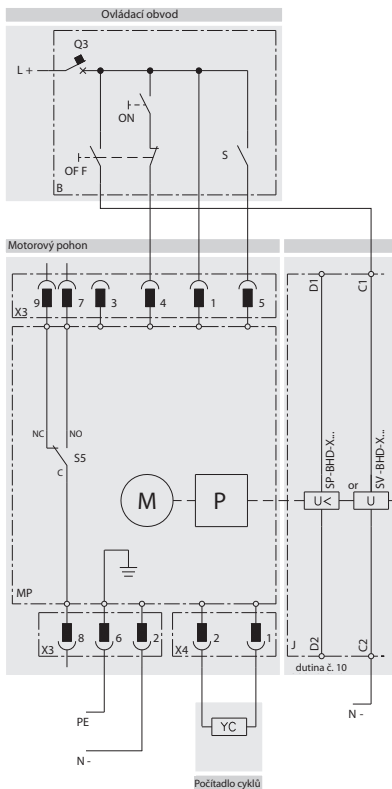 Ovládací obvod
Q3
L +
ON
OF F
S
B
Motorový pohon
X3
9
7
3
4
1
5
D1
C1
NC
NO
S5
C
SP-BHD-X...
or
SV -BHD-X...
M
P
U<
U
MP
X3
8
6
2
X4
2
1
J
D2
C2
dutina č. 10
PE
N -
YC
N -
Počítadlo cyklů